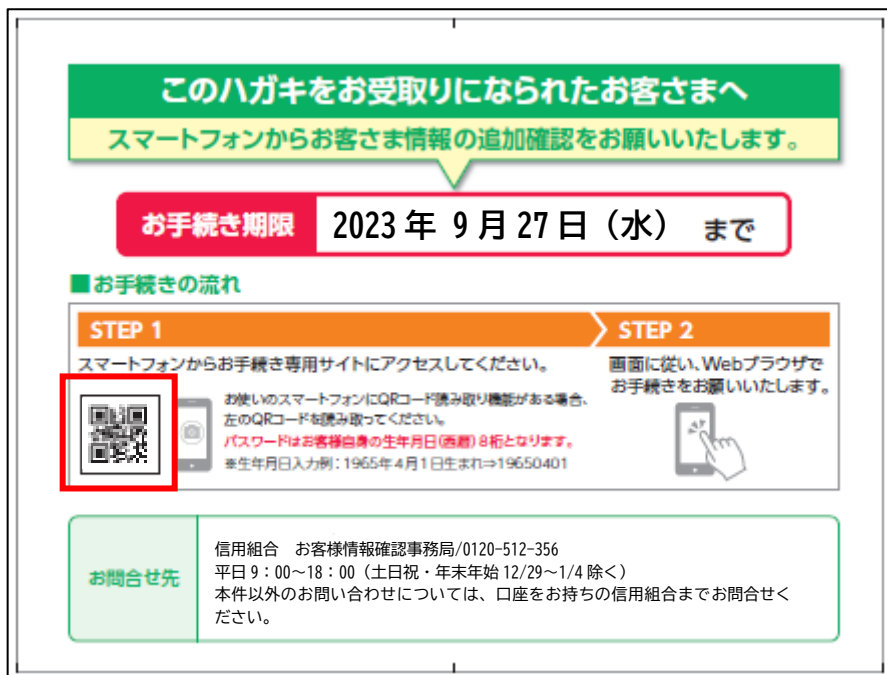 このハガキをお受取りになられたお客さまへ
スマートフォンからお客さま情報の追加確認をお願いいたします。
お手続き期限 2023年 9月27日（水） まで
■お手続きの流れ
STEP 1
スマートフォンからお手続き専用サイトにアクセスしてください。
お使いのスマートフォンにQRコード読み取り機能がある場合、
左のQRコードを読み取ってください。
パスワードはお客様自身の生年月日(西暦)8桁となります。
※生年月日入力例：1965年4月1日生まれ⇒19650401
STEP 2
画面に従い、Webブラウザで
お手続きをお願いいたします。
お問合せ先
信用組合　お客様情報確認事務局/0120-512-356
平日9：00～18：00（土日祝・年末年始12/29～1/4除く）
本件以外のお問い合わせについては、口座をお持ちの信用組合までお問合せく
ださい。